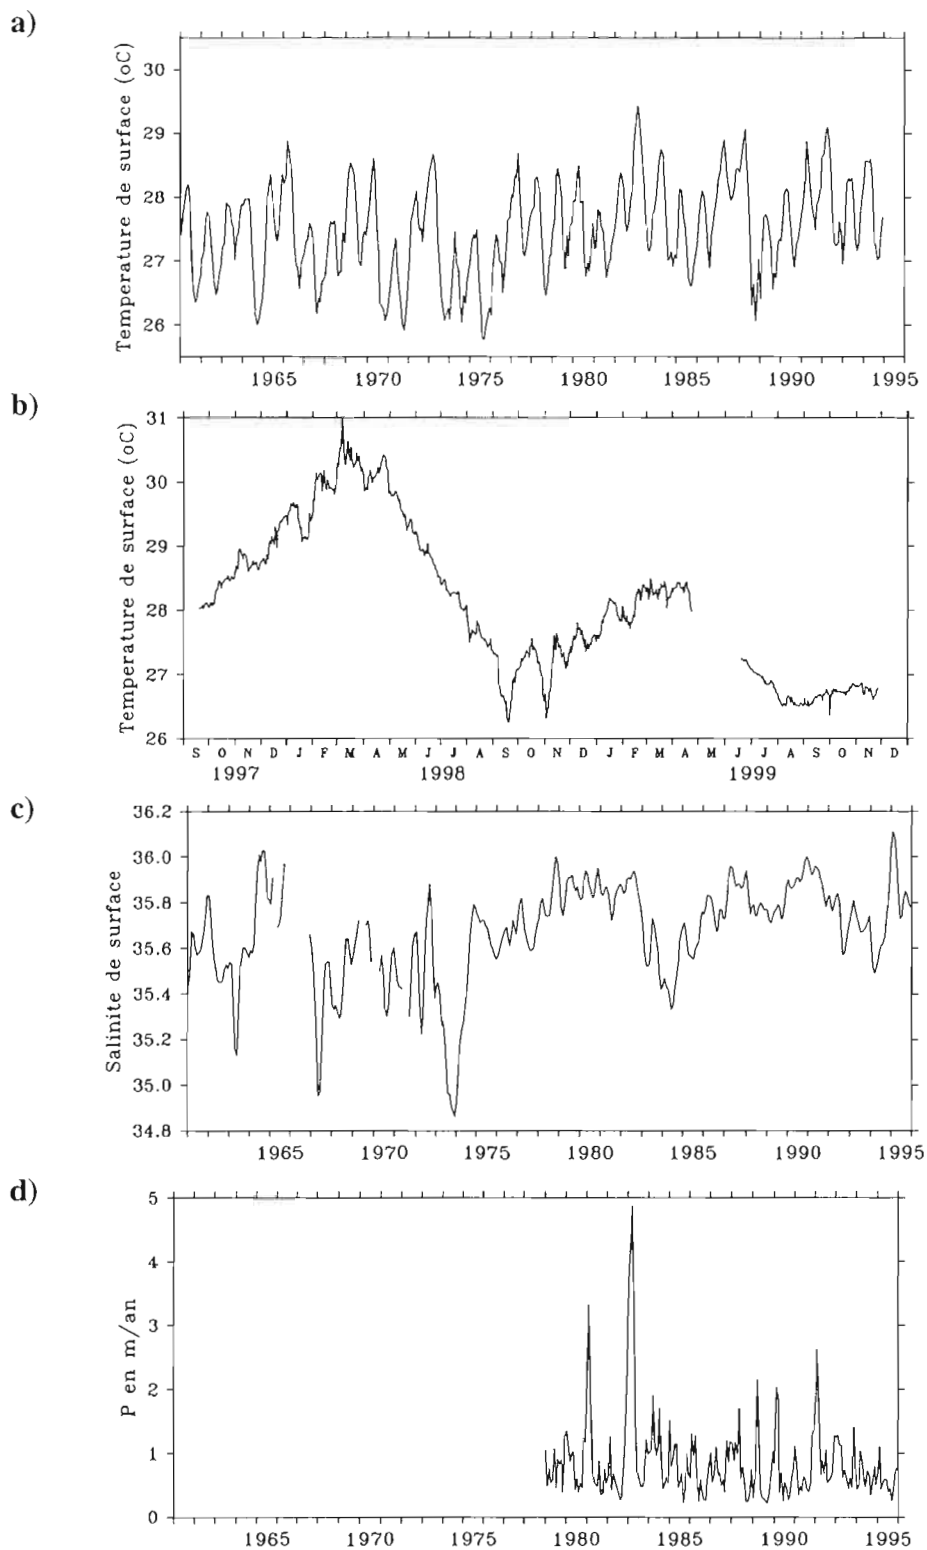 a)
Temperature de surface (oC)
30
29
28
27
26
1965 1970 1975 1980 1985 1990 1995
b)
Temperature de surface (oC)
31
30
29
28
27
26
S O N D J F M A M J J A S O N D J F M A M J J A S O N D
1997 1998 1999
c)
Salinite de surface
36.2
36.0
35.8
35.6
35.4
35.2
35.0
34.8
1965 1970 1975 1980 1985 1990 1995
d)
P en m/an
5
4
3
2
1
0
1965 1970 1975 1980 1985 1990 1995